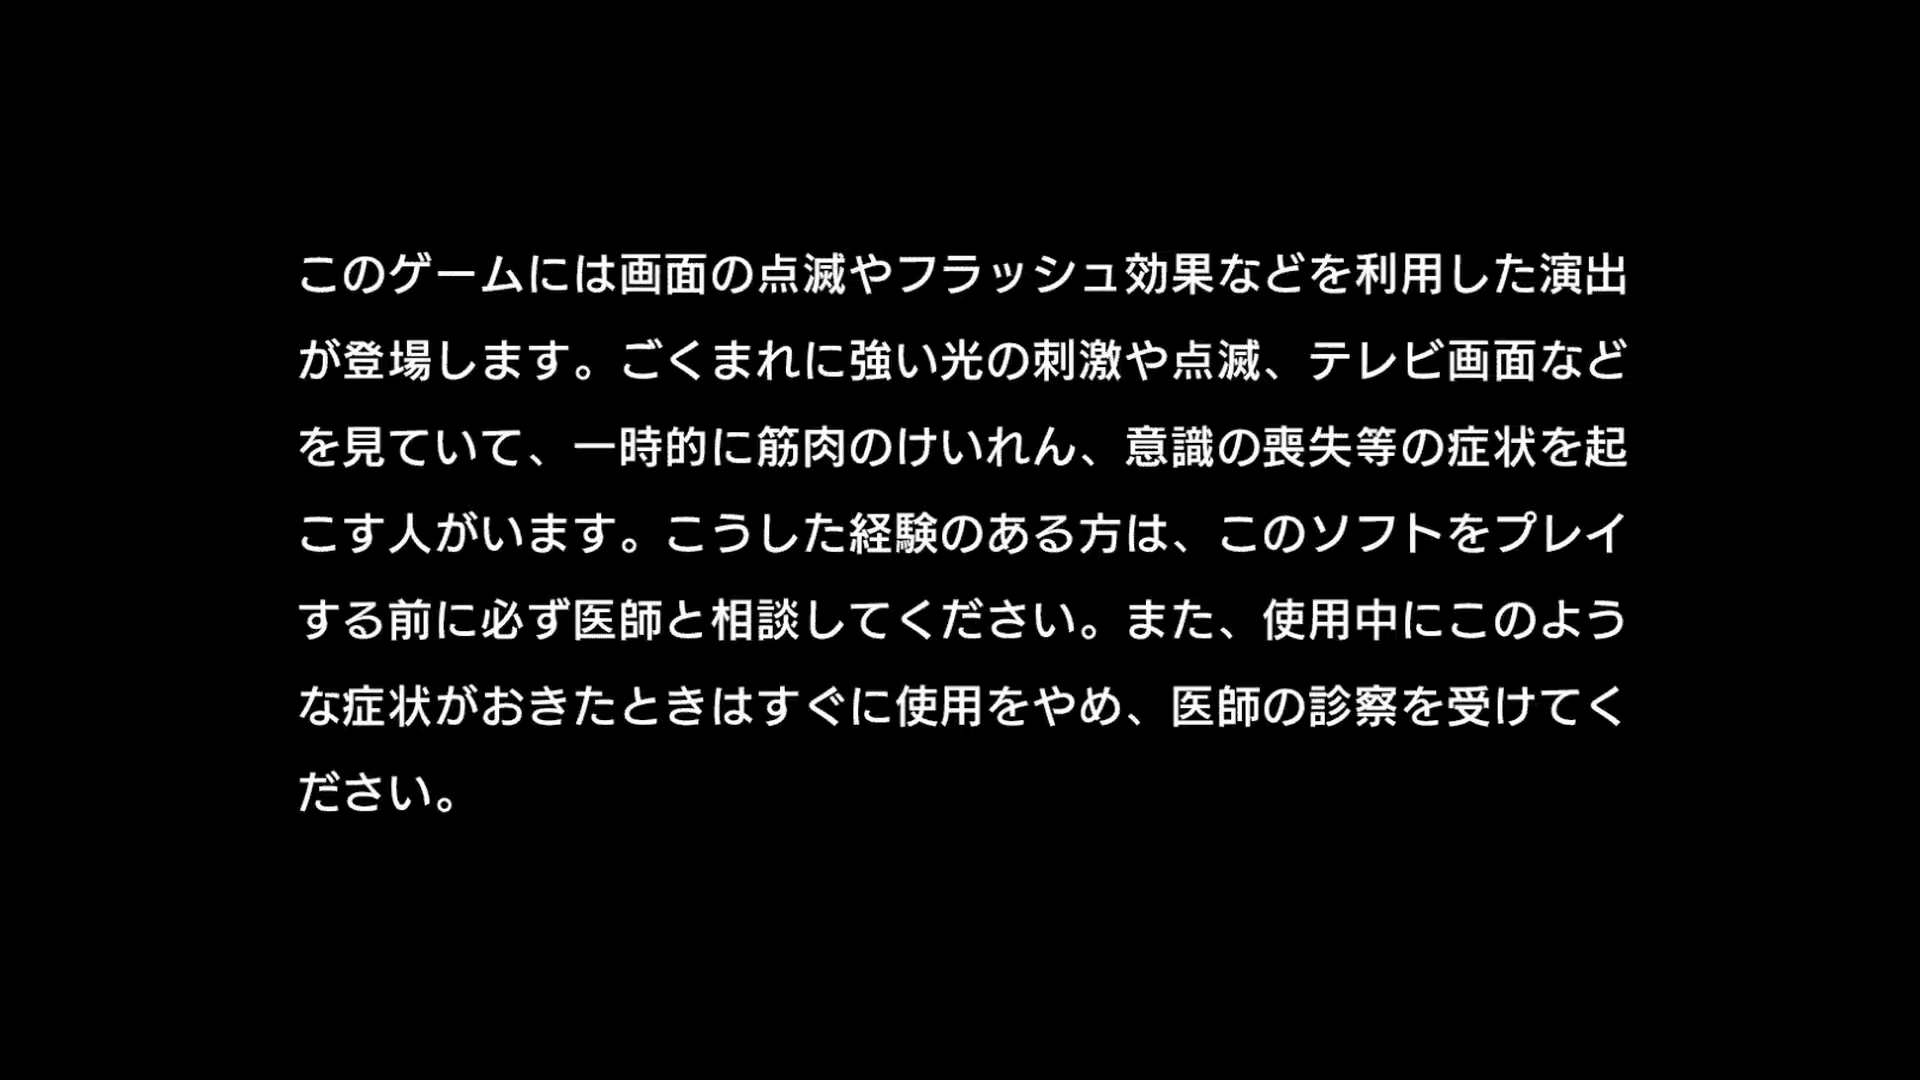 このゲームには画面の点滅やフラッシュ効果などを利用した演出
が登場します。ごくまれに強い光の刺激や点滅、テレビ画面など
を見ていて、一時的に筋肉のけいれん、意識の喪失等の症状を起
こす人がいます。こうした経験のある方は、このソフトをプレイ
する前に必ず医師と相談してください。また、使用中にこのよう
な症状がおきたときはすぐに使用をやめ、医師の診察を受けてく
ださい。